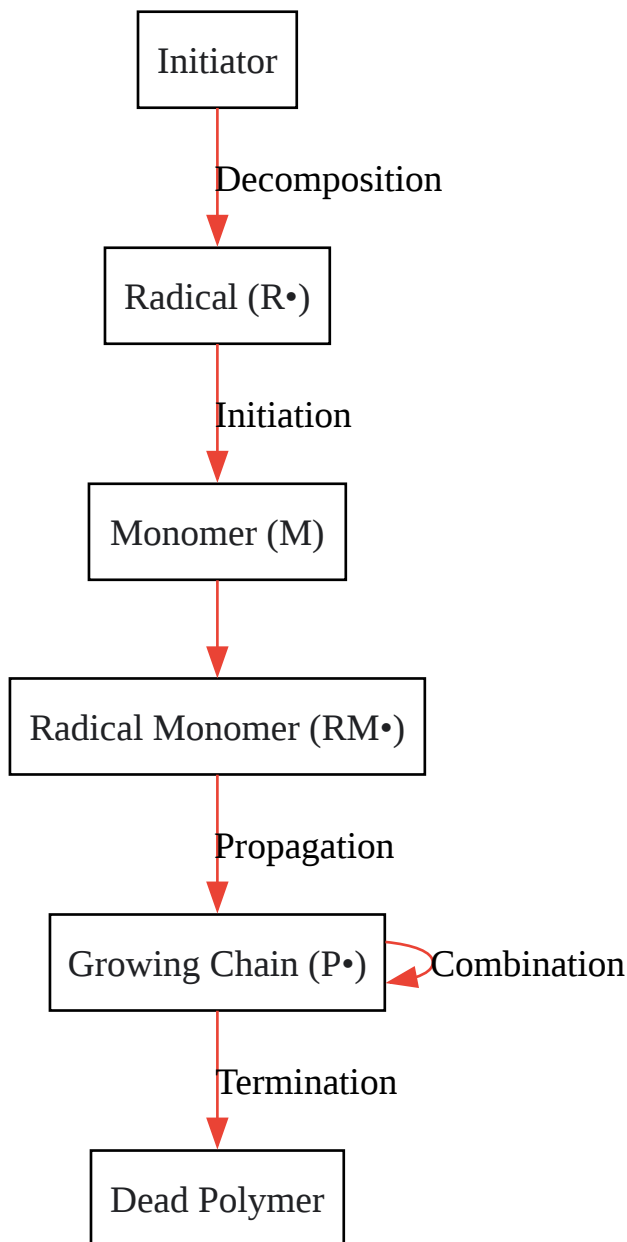 Initiator
Decomposition
Radical (R•)
Initiation
Monomer (M)
Radical Monomer (RM•)
Propagation
Growing Chain (P•)
Combination
Termination
Dead Polymer